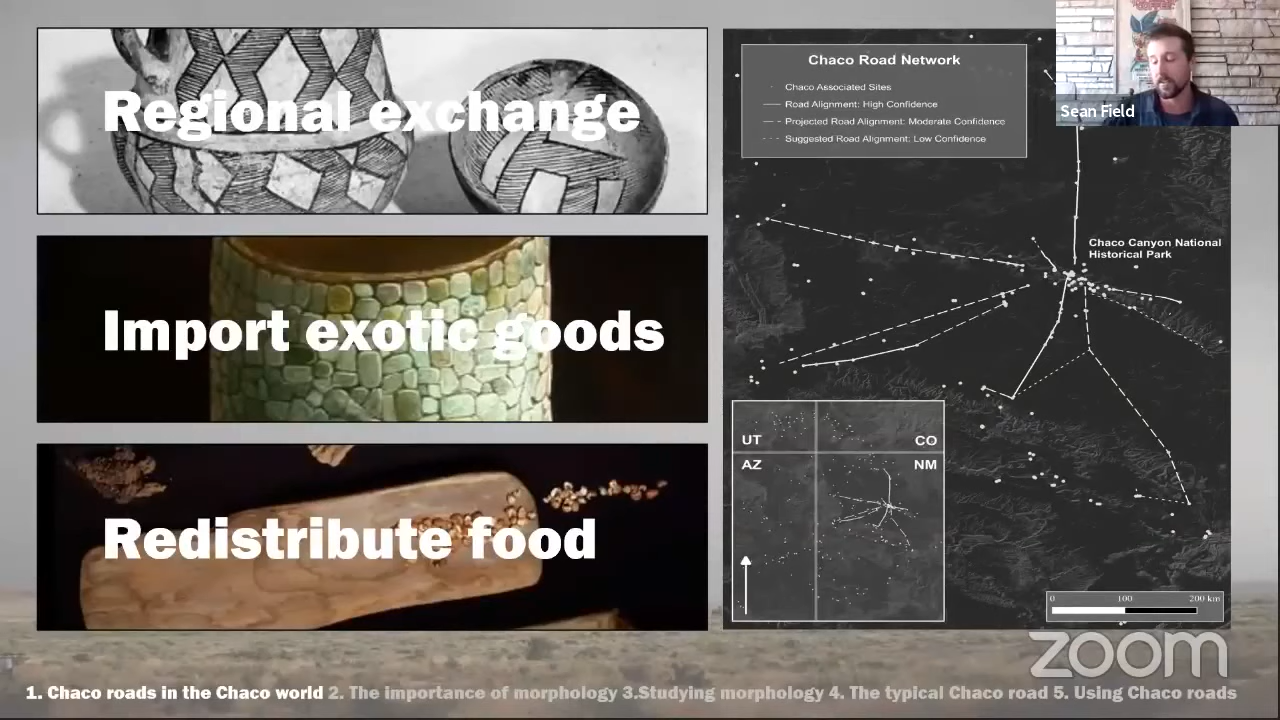 Regional exchange
Import exotic goods
Redistribute food
Chaco Road Network
Chaco Associated Sites
Road Alignment: High Confidence
Projected Road Alignment: Moderate Confidence
Suggested Road Alignment: Low Confidence
Sean Field
Chaco Canyon National
Historical Park
UT
CO
AZ
NM
0 100 200 km
zoom
1. Chaco roads in the Chaco world 2. The importance of morphology 3.Studying morphology 4. The typical Chaco road 5. Using Chaco roads